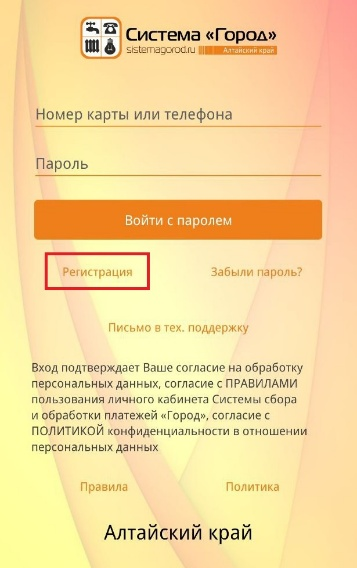 Система «Город»
sistemagorod.ru Алтайский край
Номер карты или телефона
Пароль
Войти с паролем
Регистрация Забыли пароль?
Письмо в тех. поддержку
Вход подтверждает Ваше согласие на обработку
персональных данных, согласие с ПРАВИЛАМИ
пользования личного кабинета Системы сбора
и обработки платежей «Город», согласие с
ПОЛИТИКОЙ конфиденциальности в отношении
персональных данных
Правила Политика
Алтайский край